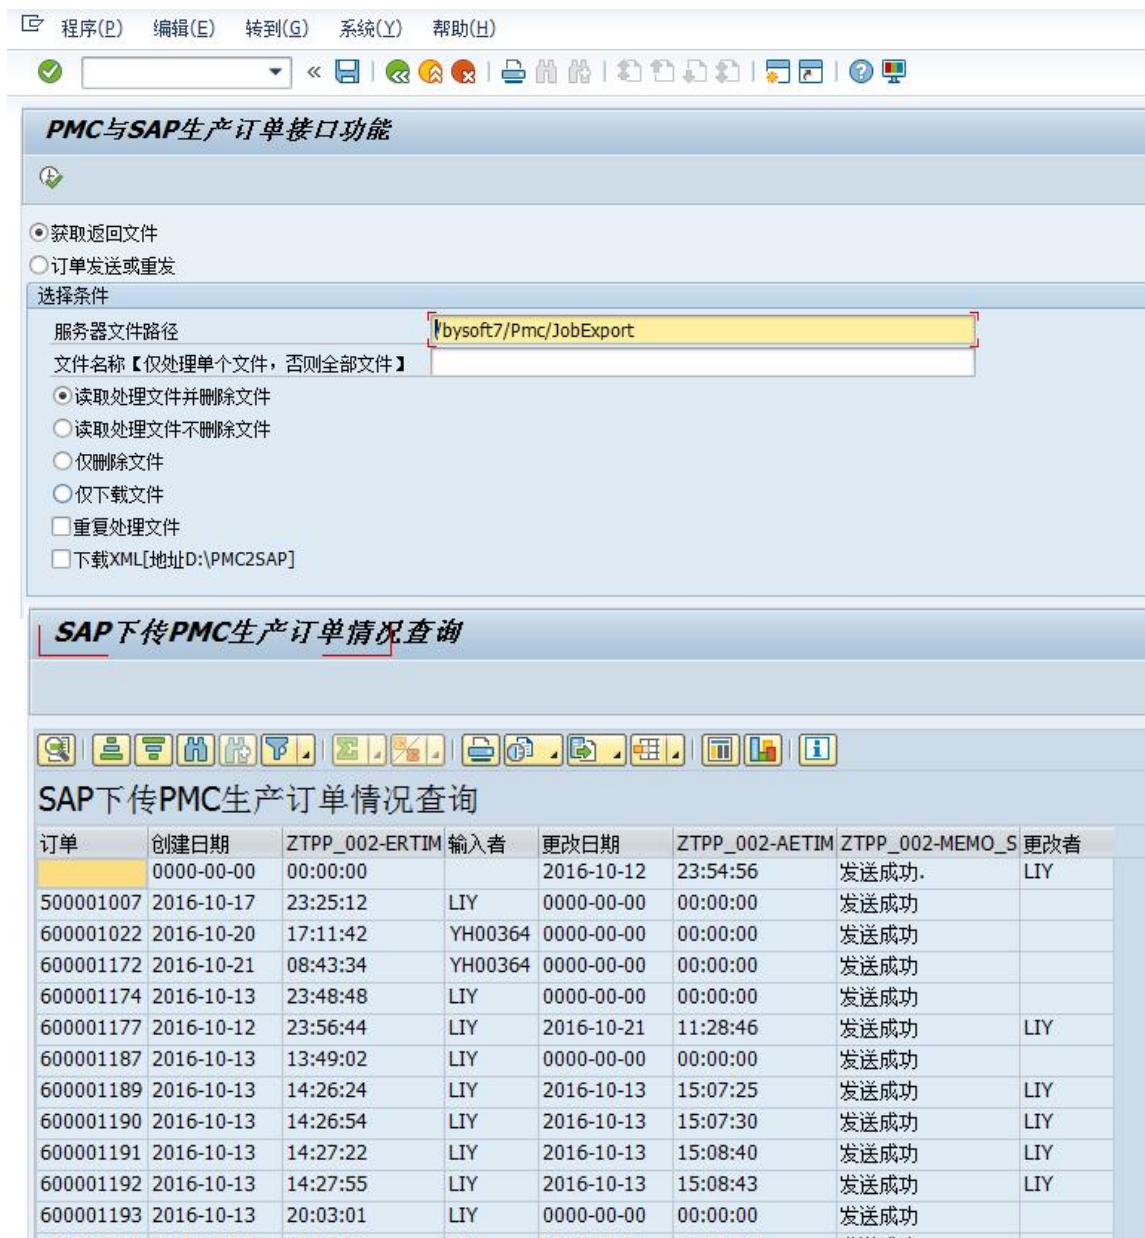 程序(P) 编辑(E) 转到(G) 系统(Y) 帮助(H)
PMC与SAP生产订单接口功能
获取返回文件
订单发送或重发
选择条件
服务器文件路径 /bysoft7/Pmc/JobExport
文件名称【仅处理单个文件，否则全部文件】
读取处理文件并删除文件
读取处理文件不删除文件
仅删除文件
仅下载文件
重复处理文件
下载XML[地址D:\PMC2SAP]
SAP下传PMC生产订单情况查询
SAP下传PMC生产订单情况查询
订单 创建日期 ZTPP_002-ERTIM 输入者 更改日期 ZTPP_002-AETIM ZTPP_002-MEMO_S 更改者
0000-00-00 00:00:00 2016-10-12 23:54:56 发送成功. LIY
500001007 2016-10-17 23:25:12 LIY 0000-00-00 00:00:00 发送成功
600001022 2016-10-20 17:11:42 YH00364 0000-00-00 00:00:00 发送成功
600001172 2016-10-21 08:43:34 YH00364 0000-00-00 00:00:00 发送成功
600001174 2016-10-13 23:48:48 LIY 0000-00-00 00:00:00 发送成功
600001177 2016-10-12 23:56:44 LIY 2016-10-21 11:28:46 发送成功 LIY
600001187 2016-10-13 13:49:02 LIY 0000-00-00 00:00:00 发送成功
600001189 2016-10-13 14:26:24 LIY 2016-10-13 15:07:25 发送成功 LIY
600001190 2016-10-13 14:26:54 LIY 2016-10-13 15:07:30 发送成功 LIY
600001191 2016-10-13 14:27:22 LIY 2016-10-13 15:08:40 发送成功 LIY
600001192 2016-10-13 14:27:55 LIY 2016-10-13 15:08:43 发送成功 LIY
600001193 2016-10-13 20:03:01 LIY 0000-00-00 00:00:00 发送成功